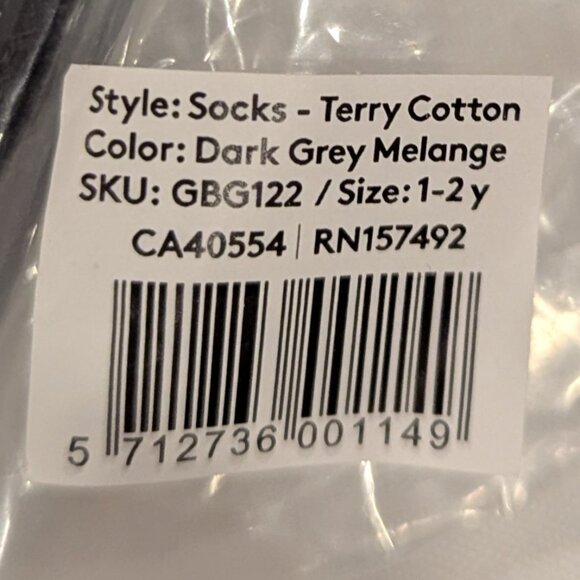 Style: Socks - Terry Cotton
Color: Dark Grey Melange
SKU: GBG122 / Size: 1-2 y
CA40554 | RN157492
5 712736 001149